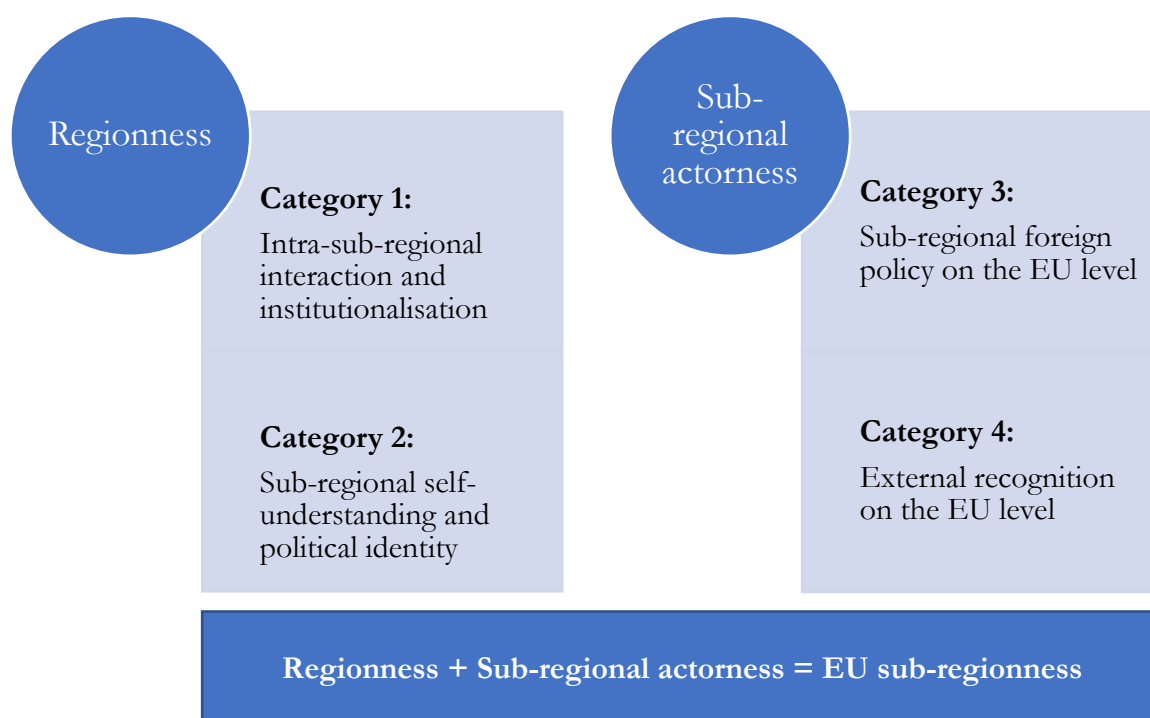 Regionness
Category 1:
Intra-sub-regional
interaction and
institutionalisation
Category 2:
Sub-regional self-
understanding and
political identity
Sub-
regional
actorness
Category 3:
Sub-regional foreign
policy on the EU level
Category 4:
External recognition
on the EU level
Regionness + Sub-regional actorness = EU sub-regionness